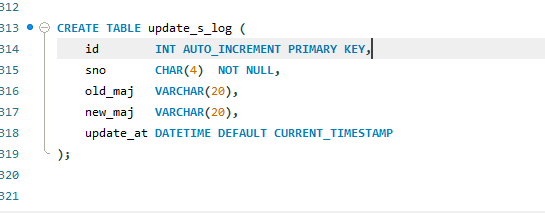 312
313 CREATE TABLE update_s_log (
314 id INT AUTO_INCREMENT PRIMARY KEY,
315 sno CHAR(4) NOT NULL,
316 old_maj VARCHAR(20),
317 new_maj VARCHAR(20),
318 update_at DATETIME DEFAULT CURRENT_TIMESTAMP
319 );
320
321